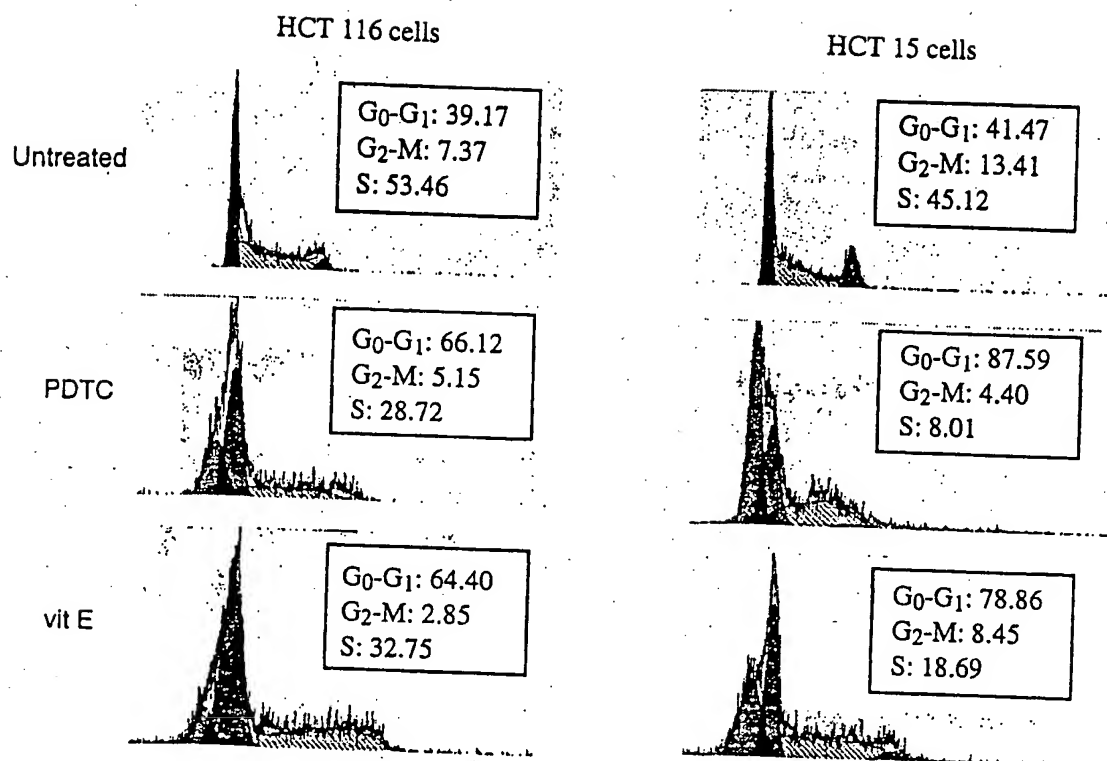 HCT 116 cells
HCT 15 cells
Untreated
G0-G1: 39.17
G2-M: 7.37
S: 53.46
G0-G1: 41.47
G2-M: 13.41
S: 45.12
PDTC
G0-G1: 66.12
G2-M: 5.15
S: 28.72
G0-G1: 87.59
G2-M: 4.40
S: 8.01
vit E
G0-G1: 64.40
G2-M: 2.85
S: 32.75
G0-G1: 78.86
G2-M: 8.45
S: 18.69